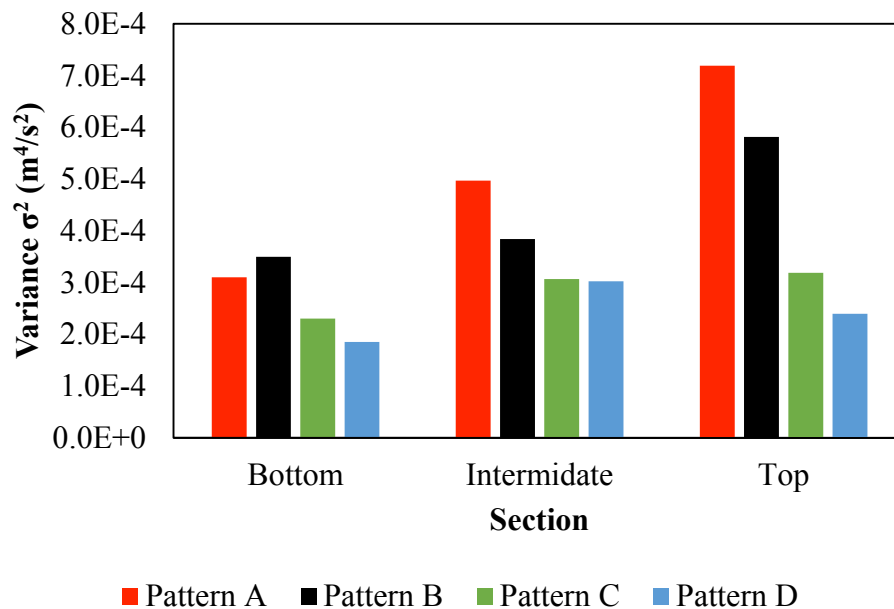 8.0E-4
7.0E-4
6.0E-4
5.0E-4
4.0E-4
3.0E-4
2.0E-4
1.0E-4
0.0E+0
Variance σ² (m⁴/s²)
Bottom Intermidate Top
Section
Pattern A Pattern B Pattern C Pattern D